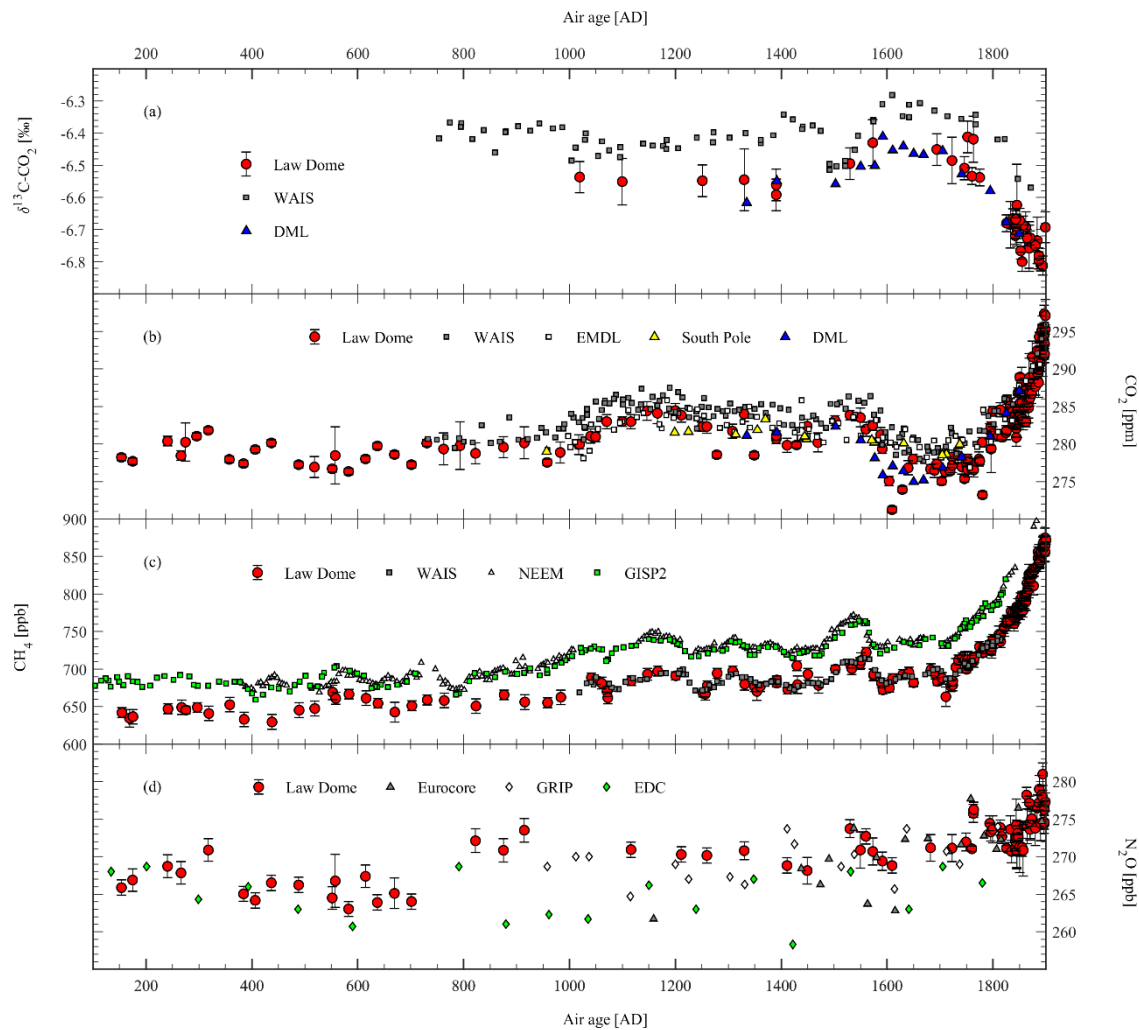 Air age [AD]
200 400 600 800 1000 1200 1400 1600 1800
(a)
δ¹³C-CO₂ [‰]
-6.3
-6.4
-6.5
-6.6
-6.7
-6.8
Law Dome
WAIS
DML
(b)
Law Dome WAIS EMDL South Pole DML
CO₂ [ppm]
295
290
285
280
275
(c)
CH₄ [ppb]
900
850
800
750
700
650
600
Law Dome WAIS NEEM GISP2
(d)
Law Dome Eurocore GRIP EDC
N₂O [ppb]
280
275
270
265
260
200 400 600 800 1000 1200 1400 1600 1800
Air age [AD]